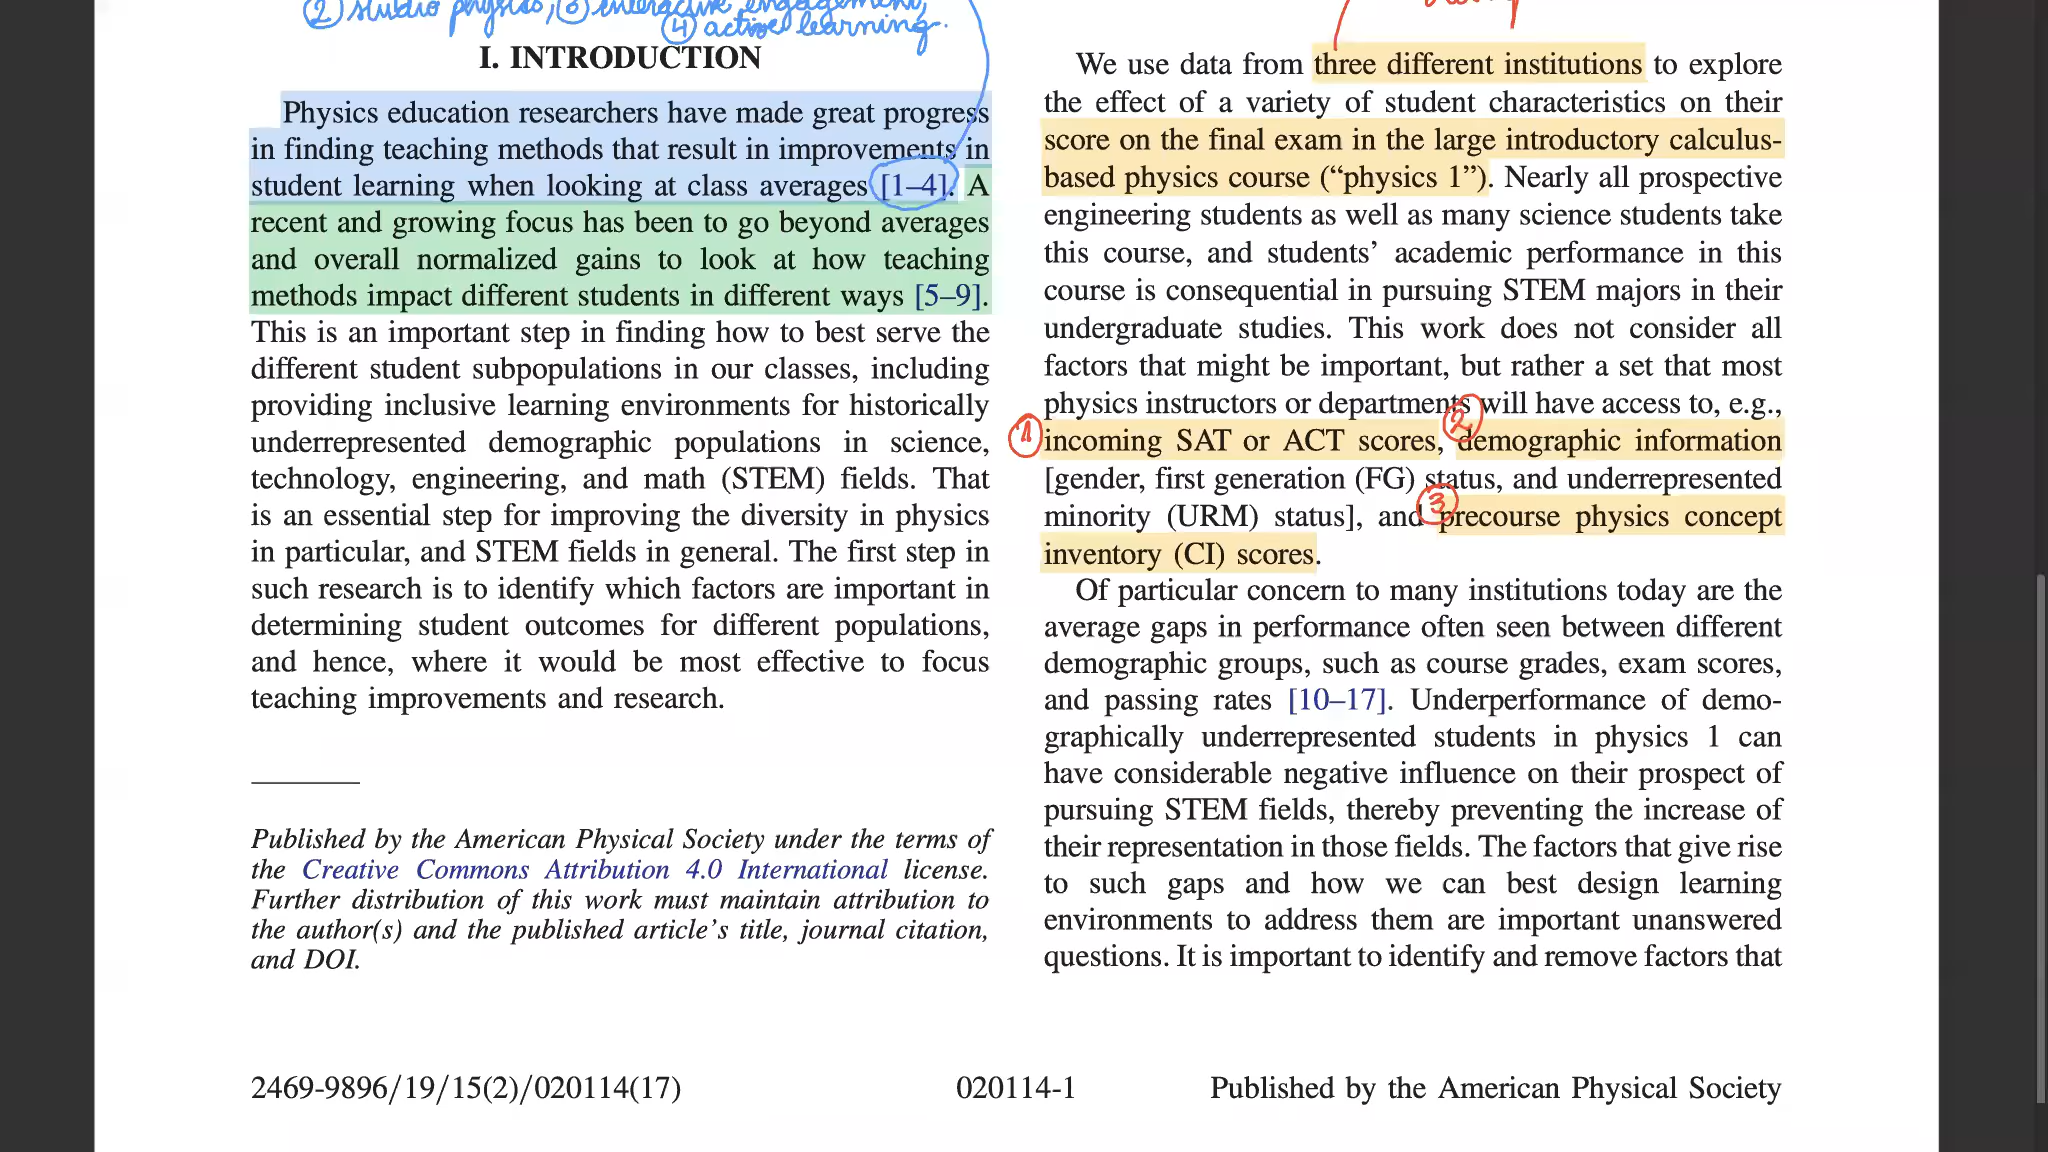 ② studio physics, ③ interactive engagement,
④ active learning.
I. INTRODUCTION
Physics education researchers have made great progress
in finding teaching methods that result in improvements in
student learning when looking at class averages [1–4]. A
recent and growing focus has been to go beyond averages
and overall normalized gains to look at how teaching
methods impact different students in different ways [5–9].
This is an important step in finding how to best serve the
different student subpopulations in our classes, including
providing inclusive learning environments for historically
underrepresented demographic populations in science,
technology, engineering, and math (STEM) fields. That
is an essential step for improving the diversity in physics
in particular, and STEM fields in general. The first step in
such research is to identify which factors are important in
determining student outcomes for different populations,
and hence, where it would be most effective to focus
teaching improvements and research.
Published by the American Physical Society under the terms of
the Creative Commons Attribution 4.0 International license.
Further distribution of this work must maintain attribution to
the author(s) and the published article's title, journal citation,
and DOI.
We use data from three different institutions to explore
the effect of a variety of student characteristics on their
score on the final exam in the large introductory calculus-
based physics course (“physics 1”). Nearly all prospective
engineering students as well as many science students take
this course, and students’ academic performance in this
course is consequential in pursuing STEM majors in their
undergraduate studies. This work does not consider all
factors that might be important, but rather a set that most
physics instructors or departments will have access to, e.g.,
① incoming SAT or ACT scores, ② demographic information
[gender, first generation (FG) status, and underrepresented
minority (URM) status], and ③ precourse physics concept
inventory (CI) scores.
Of particular concern to many institutions today are the
average gaps in performance often seen between different
demographic groups, such as course grades, exam scores,
and passing rates [10–17]. Underperformance of demo-
graphically underrepresented students in physics 1 can
have considerable negative influence on their prospect of
pursuing STEM fields, thereby preventing the increase of
their representation in those fields. The factors that give rise
to such gaps and how we can best design learning
environments to address them are important unanswered
questions. It is important to identify and remove factors that
2469-9896/19/15(2)/020114(17)
020114-1
Published by the American Physical Society